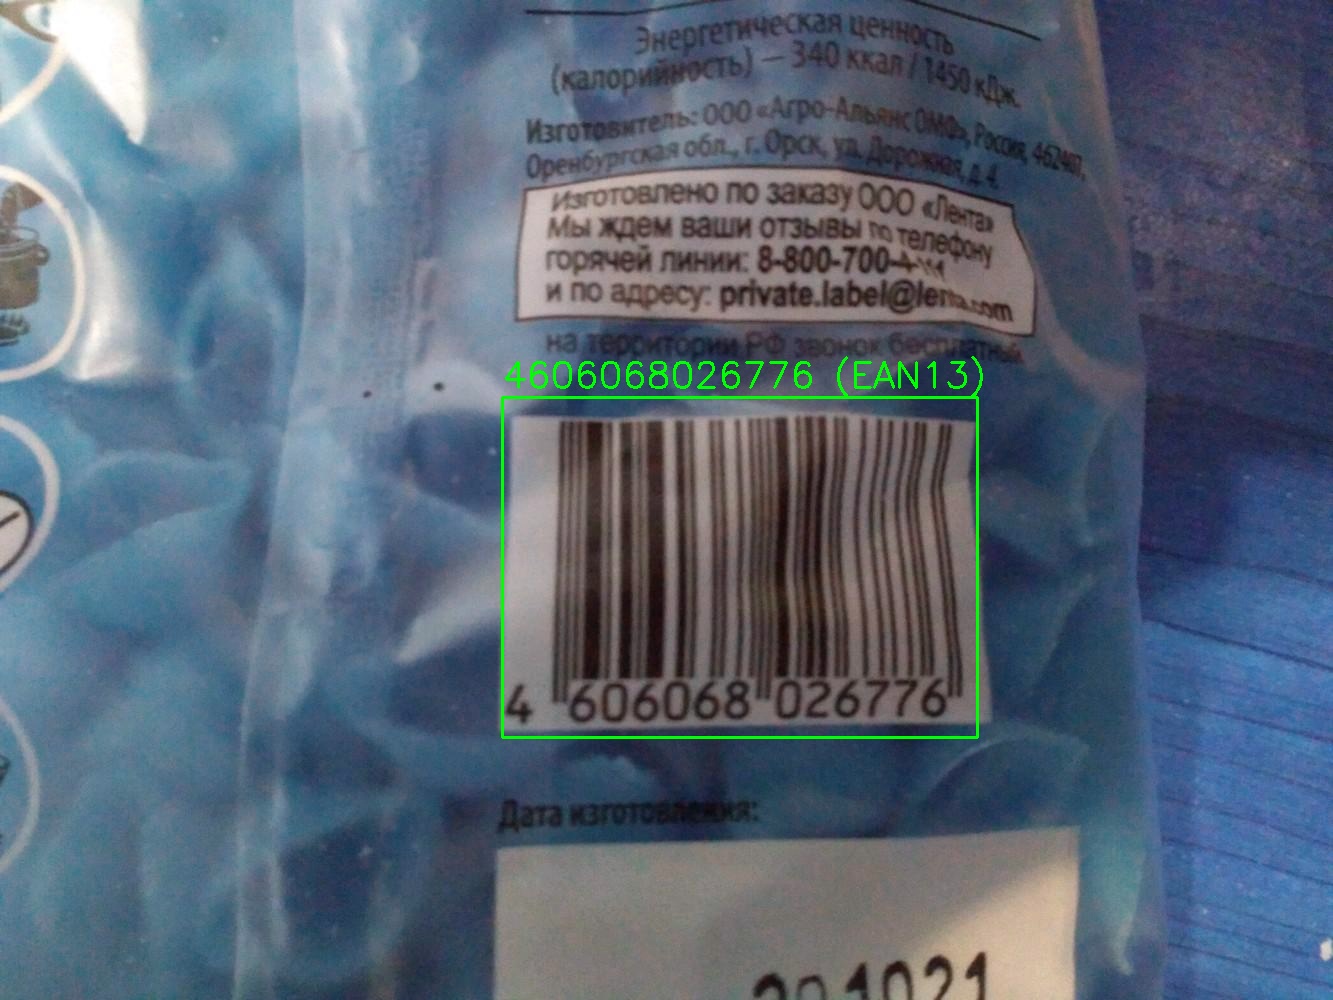 Энергетическая ценность
(калорийность) — 340 ккал / 1450 кДж.
Изготовитель: ООО «Агро-Альянс ОМФ», Россия, 462407,
Оренбургская обл., г. Орск, ул. Дорожная, д. 4.
Изготовлено по заказу ООО «Лента»
Мы ждем ваши отзывы по телефону
горячей линии: 8-800-700-
и по адресу: private.label@lenta.com
на территории РФ звонок бесплатный.
4606068026776 (EAN13)
4 606068 026776
Дата изготовления: